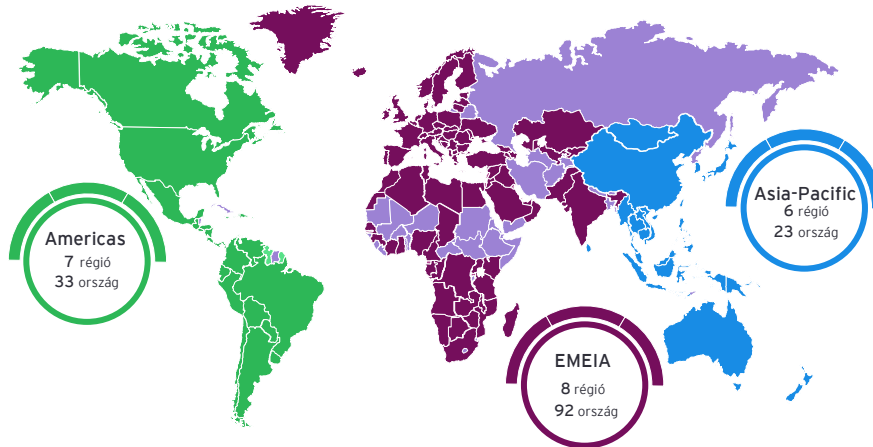 Americas
7 régió
33 ország
Asia-Pacific
6 régió
23 ország
EMEIA
8 régió
92 ország